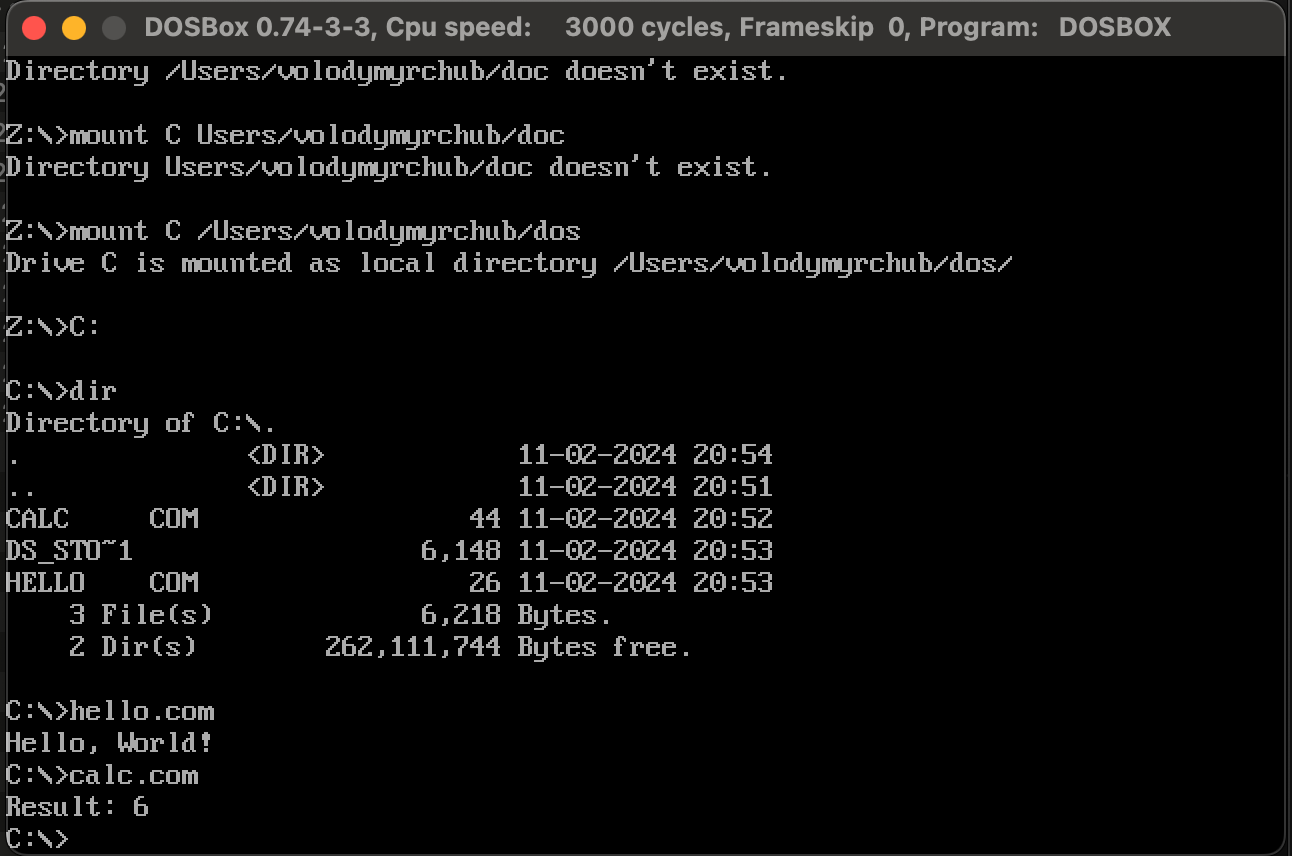 DOSBox 0.74-3-3, Cpu speed:    3000 cycles, Frameskip  0, Program:   DOSBOX
Directory /Users/volodymyrchub/doc doesn't exist.
Z:\>mount C Users/volodymyrchub/doc
Directory Users/volodymyrchub/doc doesn't exist.
Z:\>mount C /Users/volodymyrchub/dos
Drive C is mounted as local directory /Users/volodymyrchub/dos/
Z:\>C:
C:\>dir
Directory of C:\.
.              <DIR>            11-02-2024 20:54
..             <DIR>            11-02-2024 20:51
CALC     COM                 44 11-02-2024 20:52
DS_STO~1                  6,148 11-02-2024 20:53
HELLO    COM                 26 11-02-2024 20:53
    3 File(s)             6,218 Bytes.
    2 Dir(s)        262,111,744 Bytes free.
C:\>hello.com
Hello, World!
C:\>calc.com
Result: 6
C:\>